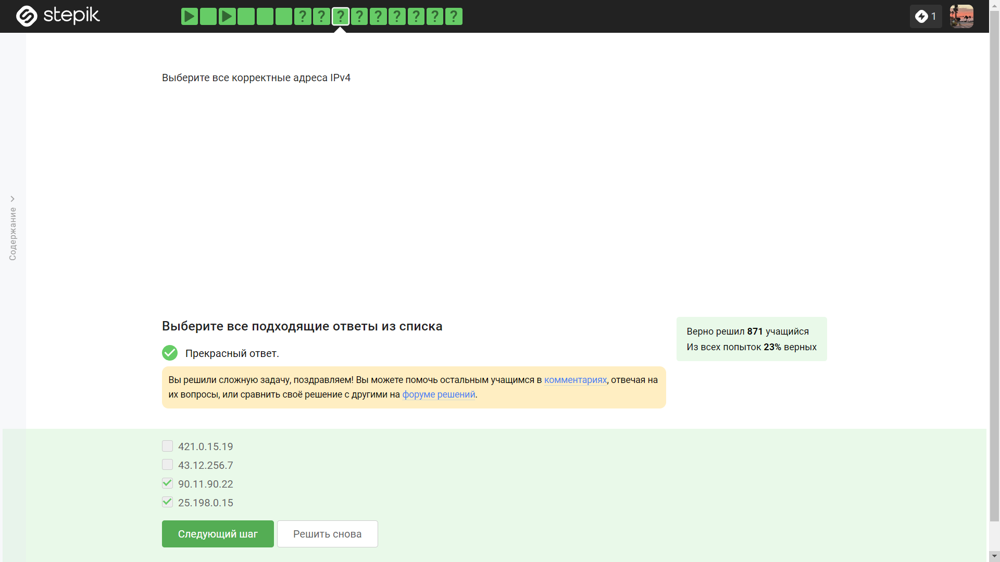 stepik
? ? ? ? ? ? ? ? ?
1
Содержание
Выберите все корректные адреса IPv4
Выберите все подходящие ответы из списка
Прекрасный ответ.
Вы решили сложную задачу, поздравляем! Вы можете помочь остальным учащимся в комментариях, отвечая на
их вопросы, или сравнить своё решение с другими на форуме решений.
Верно решил 871 учащийся
Из всех попыток 23% верных
421.0.15.19
43.12.256.7
90.11.90.22
25.198.0.15
Следующий шаг
Решить снова